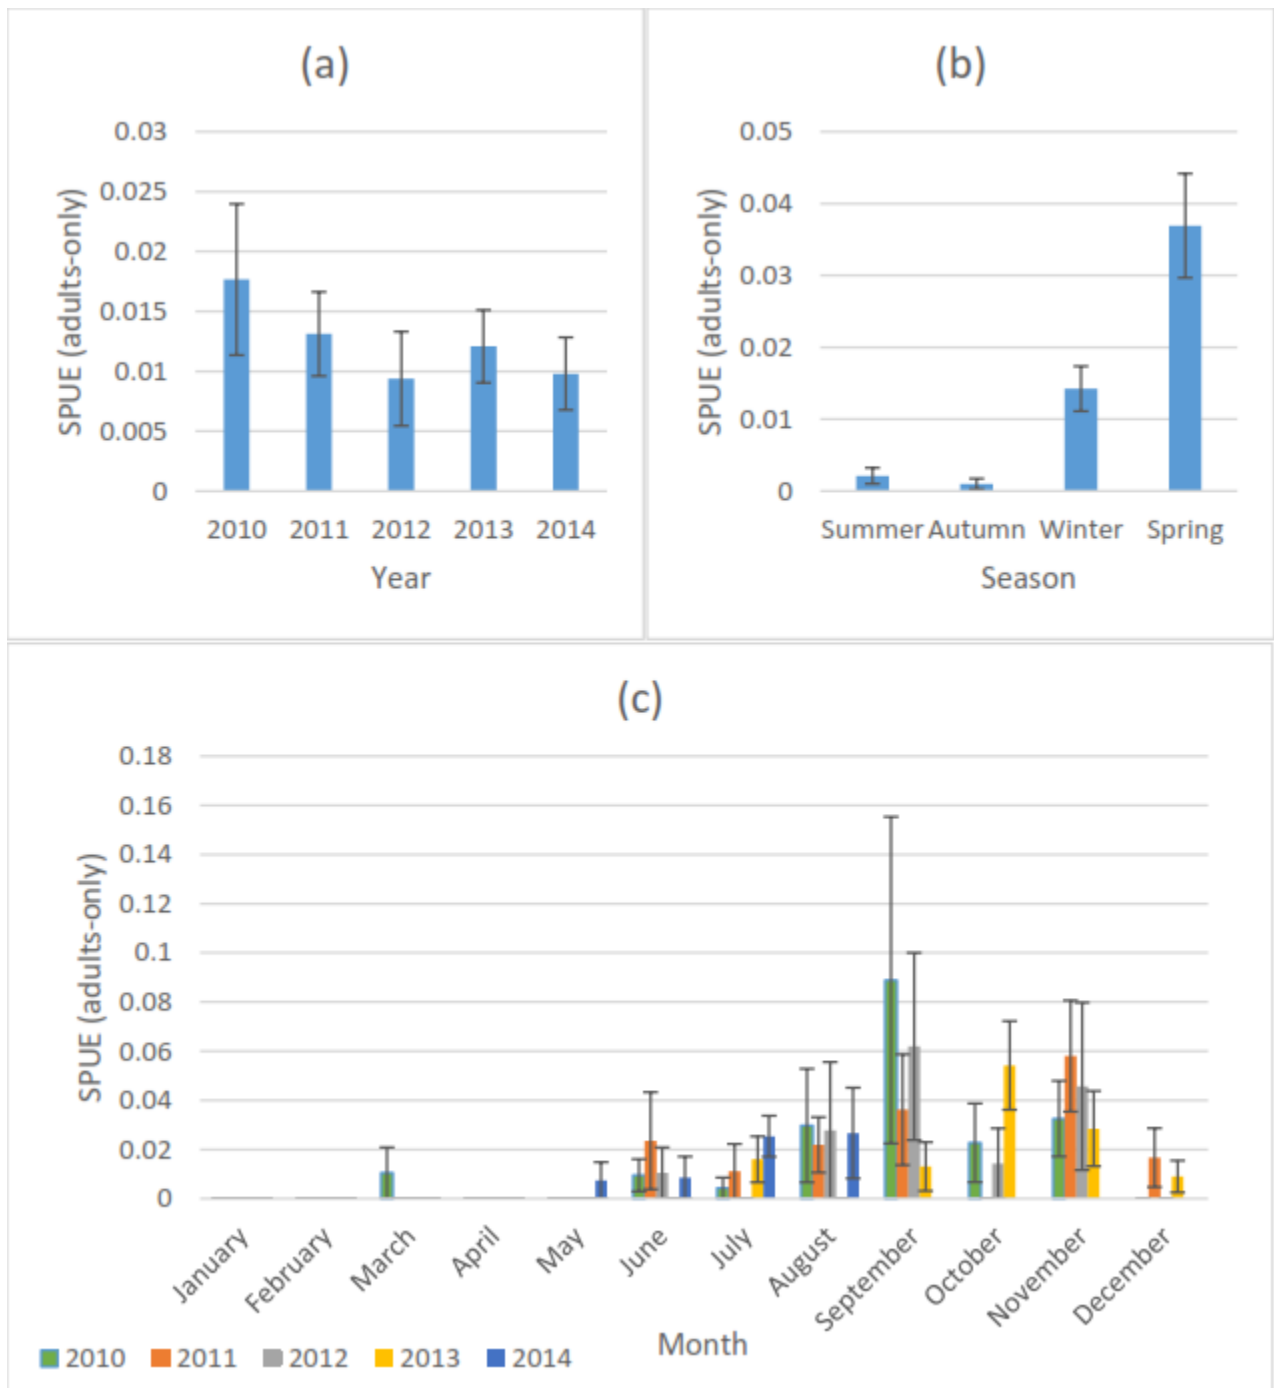 (a)
0.03
0.025
0.02
0.015
0.01
0.005
0
SPUE (adults-only)
2010 2011 2012 2013 2014
Year
(b)
0.05
0.04
0.03
0.02
0.01
0
SPUE (adults-only)
Summer Autumn Winter Spring
Season
(c)
0.18
0.16
0.14
0.12
0.1
0.08
0.06
0.04
0.02
0
SPUE (adults-only)
January February March April May June July August September October November December
Month
2010 2011 2012 2013 2014